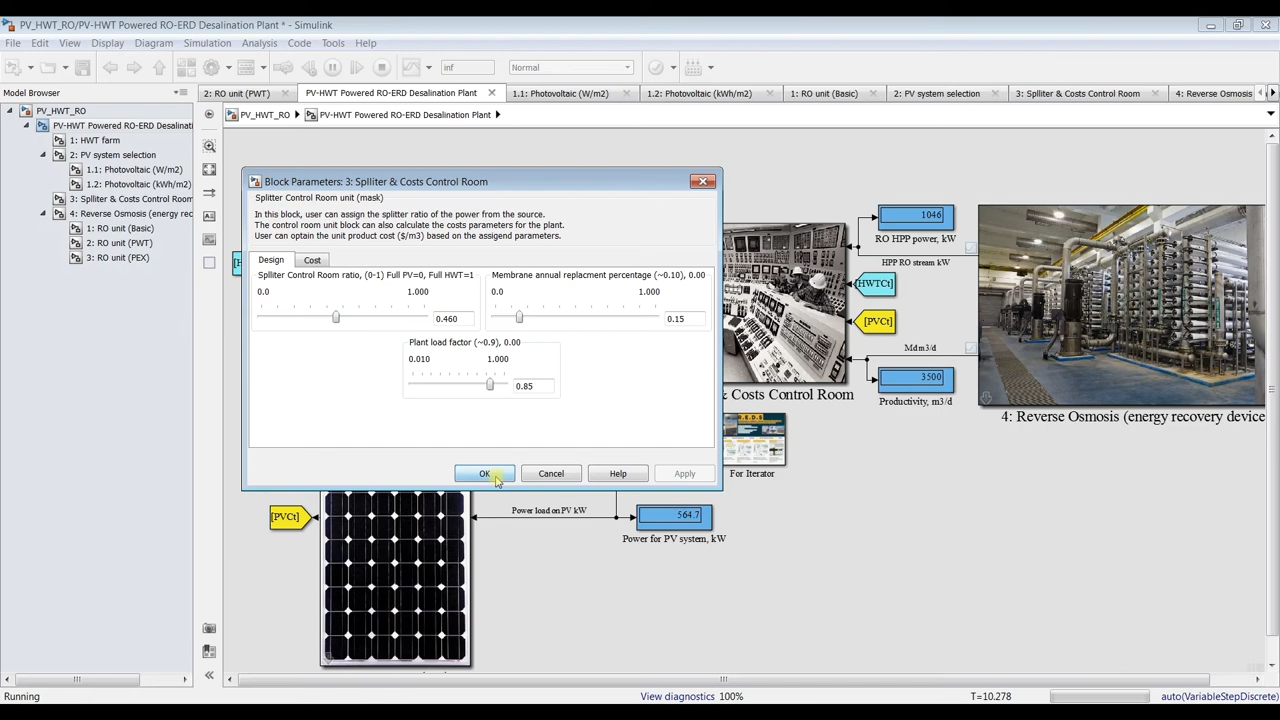 PV_HWT_RO/PV-HWT Powered RO-ERD Desalination Plant * - Simulink
File Edit View Display Diagram Simulation Analysis Code Tools Help
inf Normal
Model Browser
2: RO unit (PWT) PV-HWT Powered RO-ERD Desalination Plant 1.1: Photovoltaic (W/m2) 1.2: Photovoltaic (kWh/m2) 1: RO unit (Basic) 2: PV system selection 3: Spiliter & Costs Control Room 4: Reverse Osmosis
PV_HWT_RO PV-HWT Powered RO-ERD Desalination Plant
PV_HWT_RO
PV-HWT Powered RO-ERD Desalinati
1: HWT farm
2: PV system selection
1.1: Photovoltaic (W/m2)
1.2: Photovoltaic (kWh/m2)
3: Spliiter & Costs Control Room
4: Reverse Osmosis (energy rec
1: RO unit (Basic)
2: RO unit (PWT)
3: RO unit (PEX)
Block Parameters: 3: Spliiter & Costs Control Room
Splitter Control Room unit (mask)
In this block, user can assign the splitter ratio of the power from the source.
The control room unit block can also calculate the costs parameters for the plant.
User can optain the unit product cost ($/m3) based on the assigend parameters.
Design Cost
Spliiter Control Room ratio, (0-1) Full PV=0, Full HWT=1
0.0 1.000
0.460
Membrane annual replacment percentage (~0.10), 0.00
0.0 1.000
0.15
Plant load factor (~0.9), 0.00
0.010 1.000
0.85
OK Cancel Help Apply
1046
RO HPP power, kW
HPP RO stream kW
[HWTCt]
[PVCt]
Md m3/d
3500
Productivity, m3/d
& Costs Control Room
4: Reverse Osmosis (energy recovery device
R.E.D.S
For Iterator
[PVCt]
Power load on PV kW
564.7
Power for PV system, kW
Running View diagnostics 100% T=10.278 auto(VariableStepDiscrete)